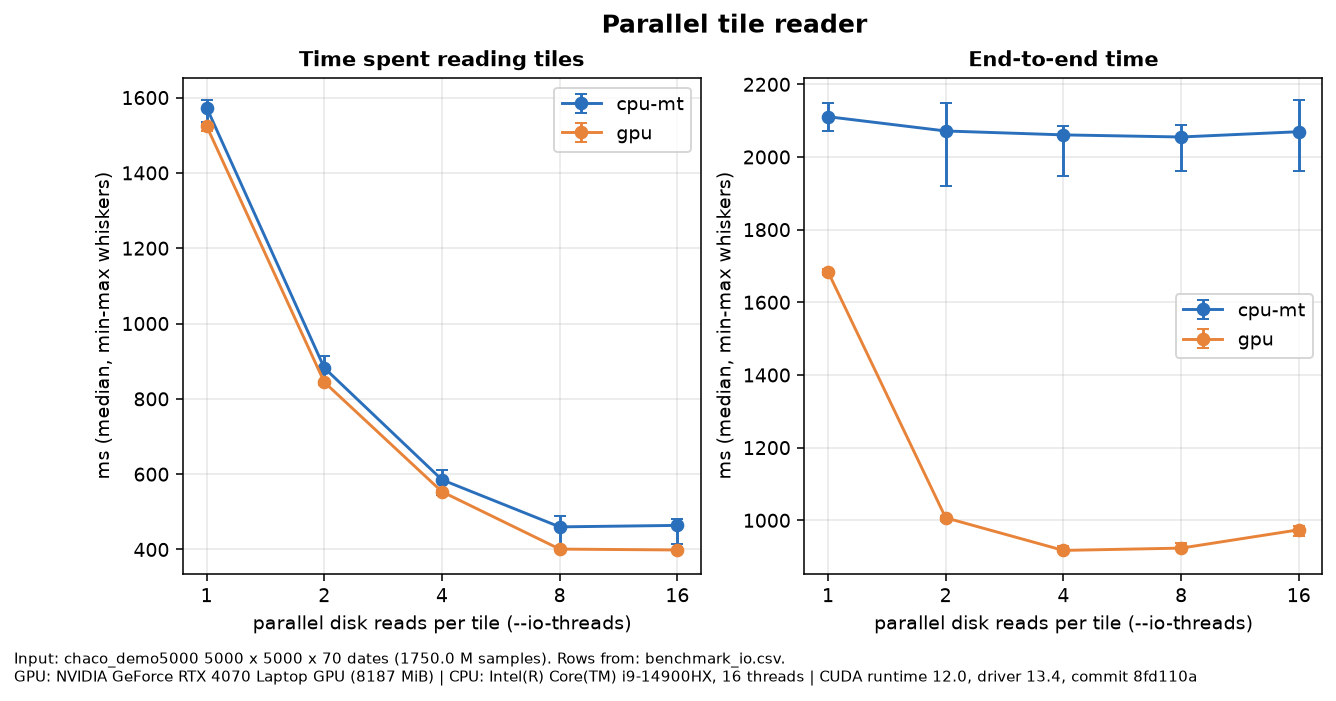 Parallel tile reader
Time spent reading tiles
1600
1400
1200
1000
800
600
400
ms (median, min-max whiskers)
cpu-mt
gpu
1 2 4 8 16
parallel disk reads per tile (--io-threads)
End-to-end time
2200
2000
1800
1600
1400
1200
1000
ms (median, min-max whiskers)
cpu-mt
gpu
1 2 4 8 16
parallel disk reads per tile (--io-threads)
Input: chaco_demo5000 5000 x 5000 x 70 dates (1750.0 M samples). Rows from: benchmark_io.csv.
GPU: NVIDIA GeForce RTX 4070 Laptop GPU (8187 MiB) | CPU: Intel(R) Core(TM) i9-14900HX, 16 threads | CUDA runtime 12.0, driver 13.4, commit 8fd110a